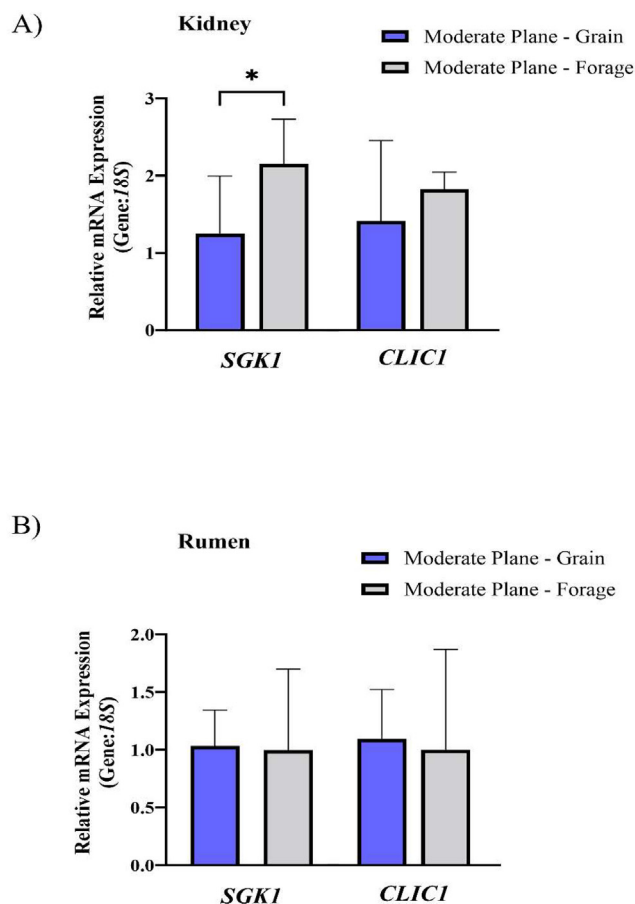 A)
Kidney
Moderate Plane - Grain
Moderate Plane - Forage
*
Relative mRNA Expression
(Gene:18S)
3
2
1
0
SGK1
CLIC1
B)
Rumen
Moderate Plane - Grain
Moderate Plane - Forage
Relative mRNA Expression
(Gene:18S)
2.0
1.5
1.0
0.5
0.0
SGK1
CLIC1